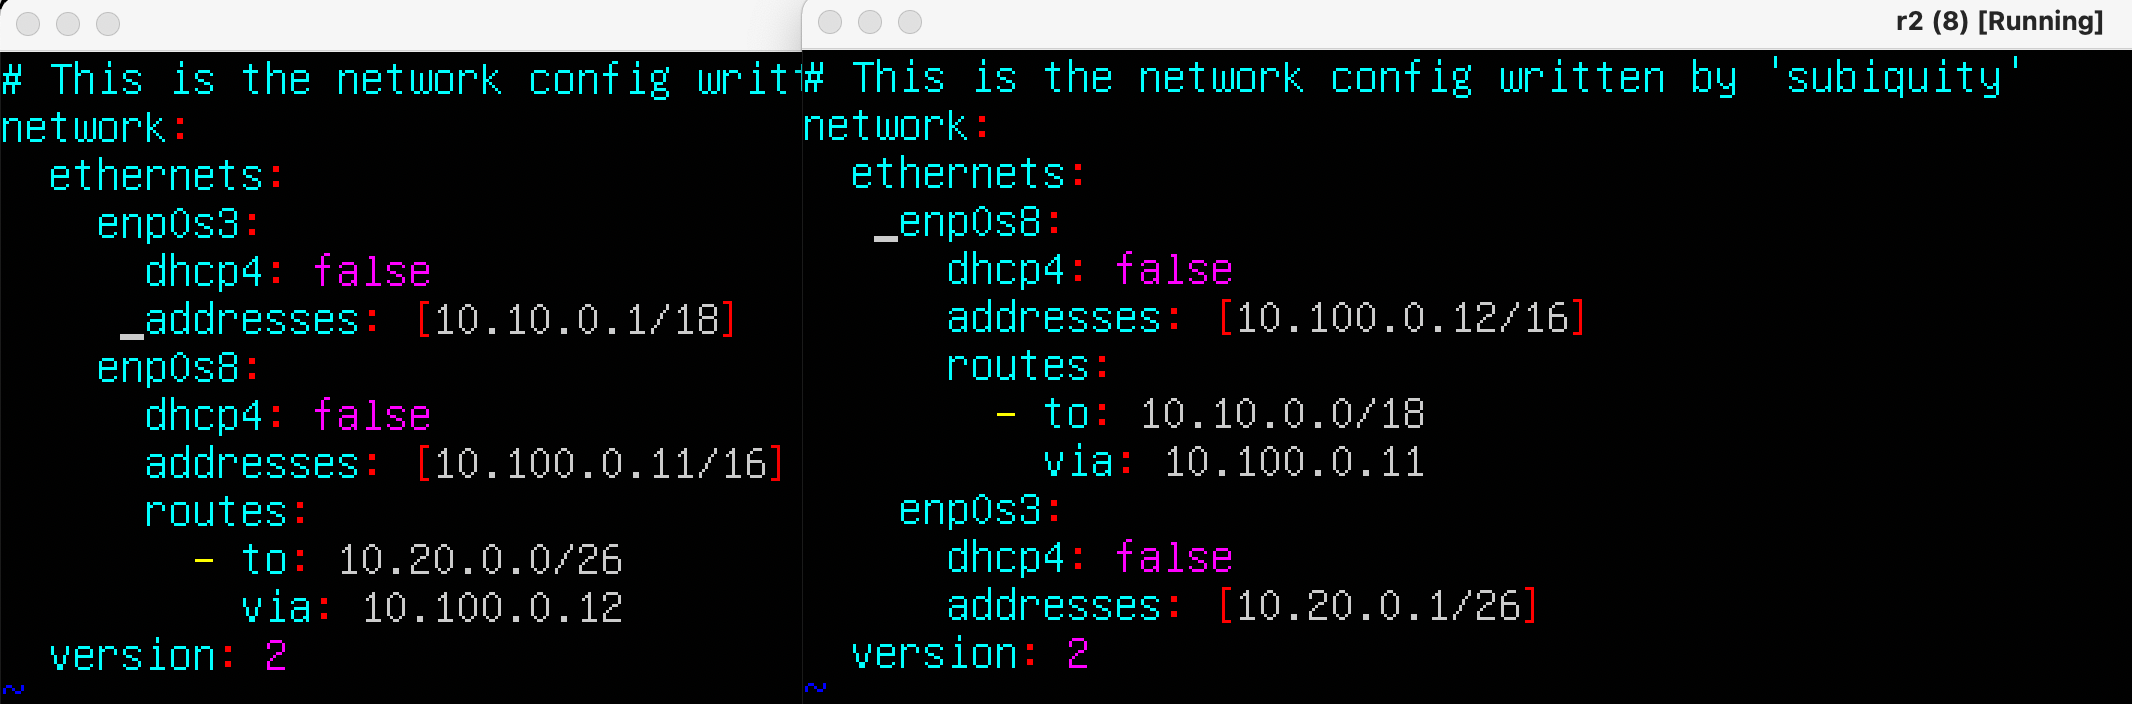 # This is the network config writt
network:
  ethernets:
    enp0s3:
      dhcp4: false
      addresses: [10.10.0.1/18]
    enp0s8:
      dhcp4: false
      addresses: [10.100.0.11/16]
      routes:
        - to: 10.20.0.0/26
          via: 10.100.0.12
  version: 2
~
r2 (8) [Running]
# This is the network config written by 'subiquity'
network:
  ethernets:
    enp0s8:
      dhcp4: false
      addresses: [10.100.0.12/16]
      routes:
        - to: 10.10.0.0/18
          via: 10.100.0.11
    enp0s3:
      dhcp4: false
      addresses: [10.20.0.1/26]
  version: 2
~